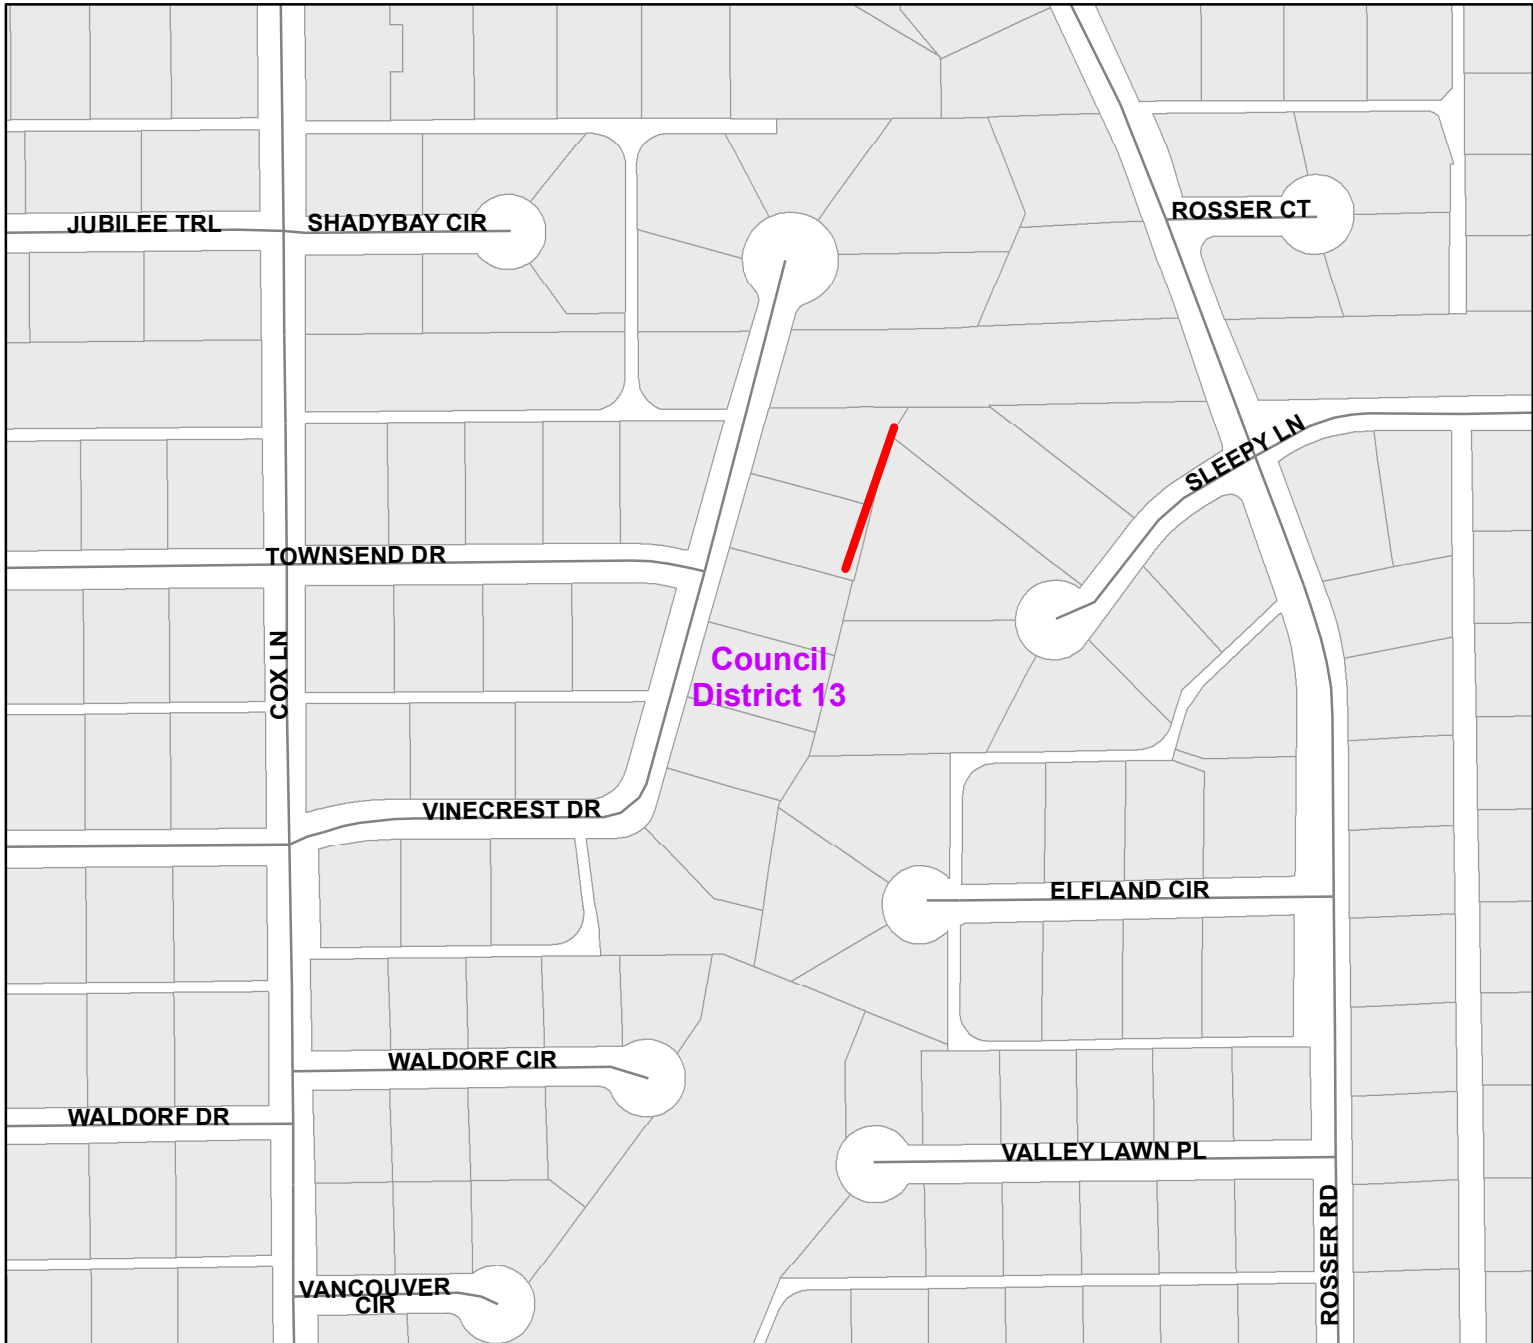 ROSSER CT
JUBILEE TRL
SHADYBAY CIR
SLEEPY LN
TOWNSEND DR
COX LN
Council
District 13
VINECREST DR
ELFLAND CIR
WALDORF CIR
WALDORF DR
VALLEY LAWN PL
ROSSER RD
VANCOUVER
CIR